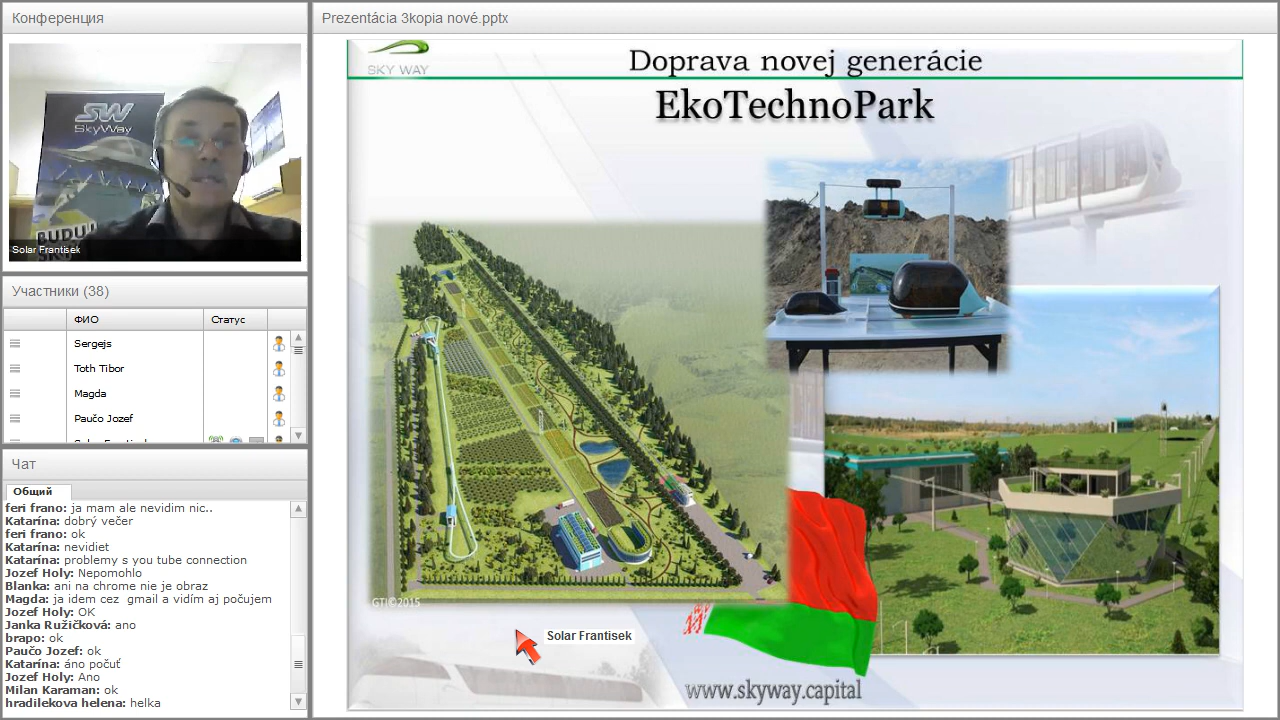 Конференция
SW
SkyWay
Solar Frantisek
Участники (38)
ФИО
Статус
Sergejs
Toth Tibor
Magda
Paučo Jozef
Чат
Общий
feri frano: ja mam ale nevidim nic..
Katarína: dobrý večer
feri frano: ok
Katarína: nevidiet
Katarína: problemy s you tube connection
Jozef Holy: Nepomohlo
Blanka: ani na chrome nie je obraz
Magda: ja idem cez gmail a vidím aj počujem
Jozef Holy: OK
Janka Ružičková: ano
brapo: ok
Paučo Jozef: ok
Katarína: áno počuť
Jozef Holy: Ano
Milan Karaman: ok
hradilekova helena: helka
Prezentácia 3kopia nové.pptx
SKY WAY
Doprava novej generácie
EkoTechnoPark
GTI©2015
Solar Frantisek
www.skyway.capital